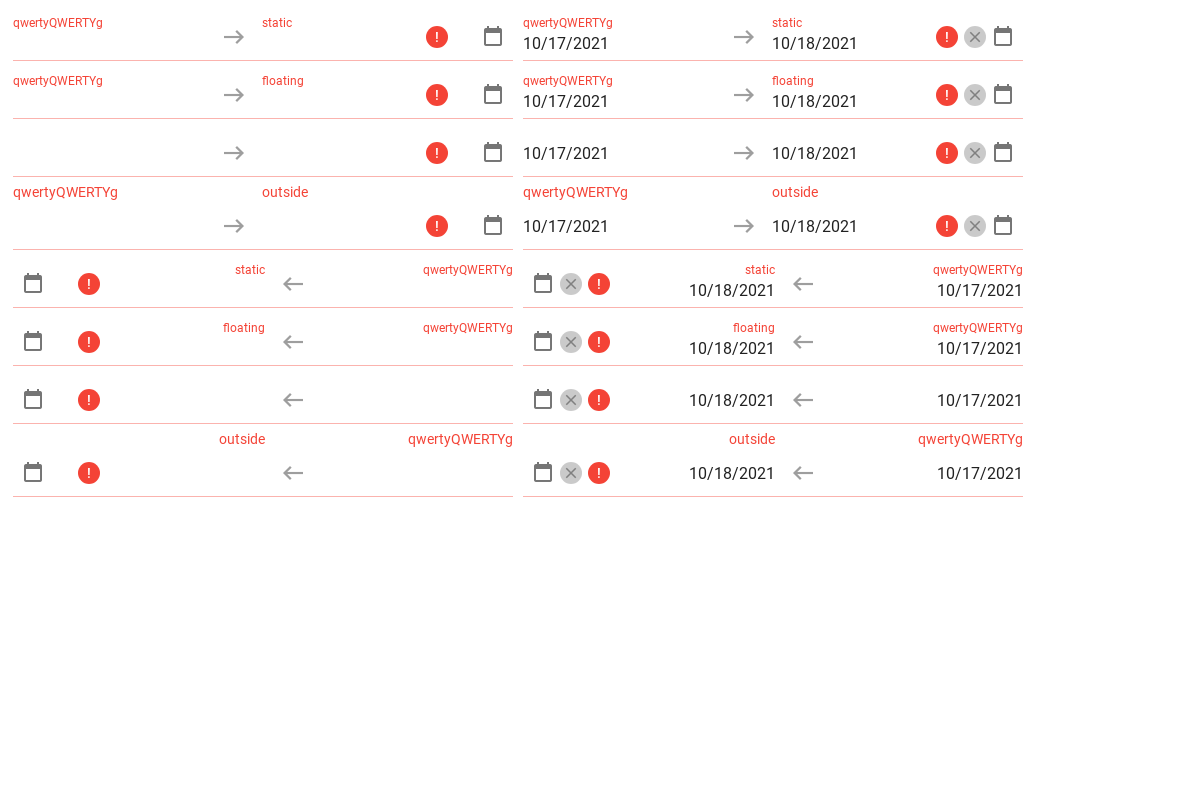 qwertyQWERTYg static qwertyQWERTYg static
10/17/2021 10/18/2021
qwertyQWERTYg floating qwertyQWERTYg floating
10/17/2021 10/18/2021
10/17/2021 10/18/2021
qwertyQWERTYg outside qwertyQWERTYg outside
10/17/2021 10/18/2021
static qwertyQWERTYg static qwertyQWERTYg
10/18/2021 10/17/2021
floating qwertyQWERTYg floating qwertyQWERTYg
10/18/2021 10/17/2021
10/18/2021 10/17/2021
outside qwertyQWERTYg outside qwertyQWERTYg
10/18/2021 10/17/2021